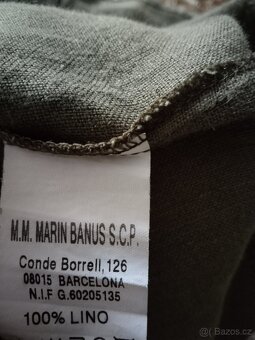 M.M. MARIN BANUS S.C.P.
Conde Borrell, 126
08015 BARCELONA
N.I.F G.60205135
100% LINO
Bazos.cz